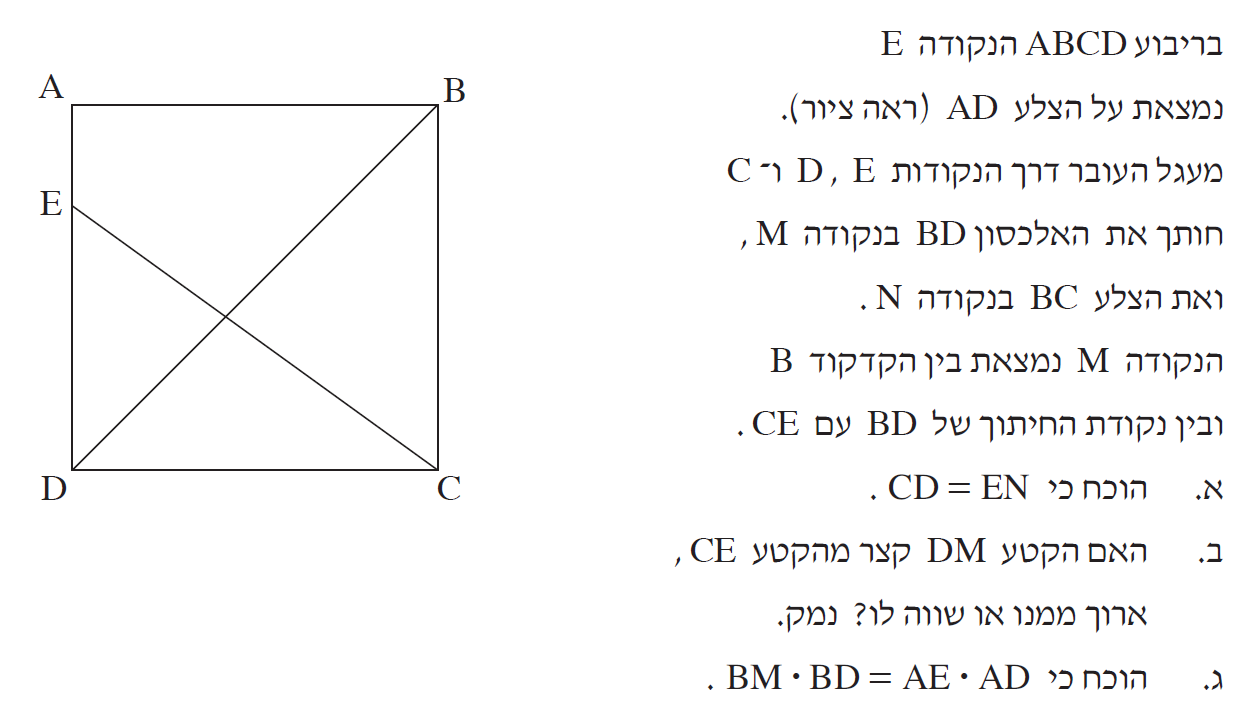 בריבוע ABCD הנקודה E
נמצאת על הצלע AD (ראה ציור).
מעגל העובר דרך הנקודות D , E ו־ C
חותך את האלכסון BD בנקודה M ,
ואת הצלע BC בנקודה N .
הנקודה M נמצאת בין הקדקוד B
ובין נקודת החיתוך של BD עם CE .
א. הוכח כי CD = EN .
ב. האם הקטע DM קצר מהקטע CE ,
ארוך ממנו או שווה לו? נמק.
ג. הוכח כי BM · BD = AE · AD .
A
B
E
D
C